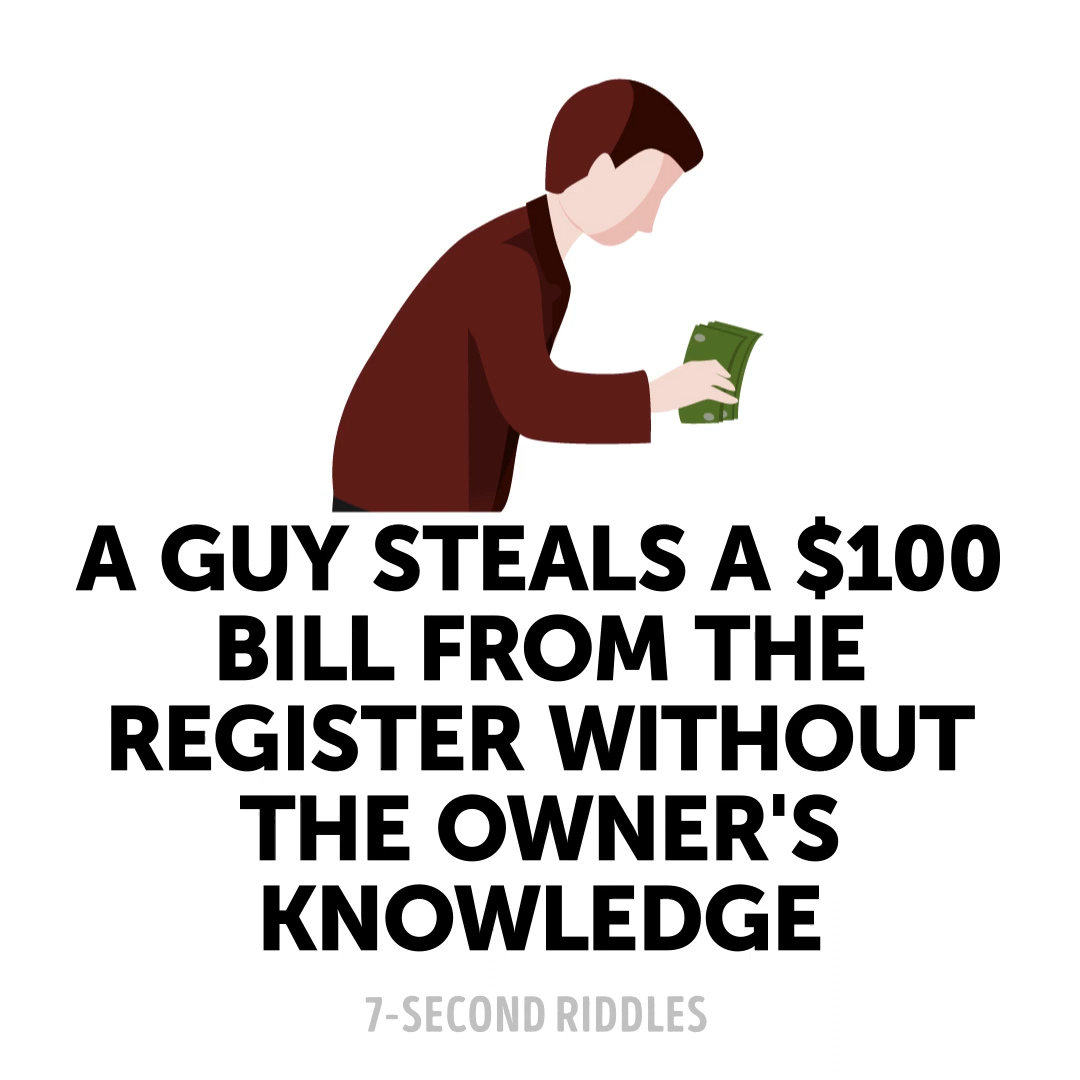 A GUY STEALS A $100
BILL FROM THE
REGISTER WITHOUT
THE OWNER'S
KNOWLEDGE
7-SECOND RIDDLES